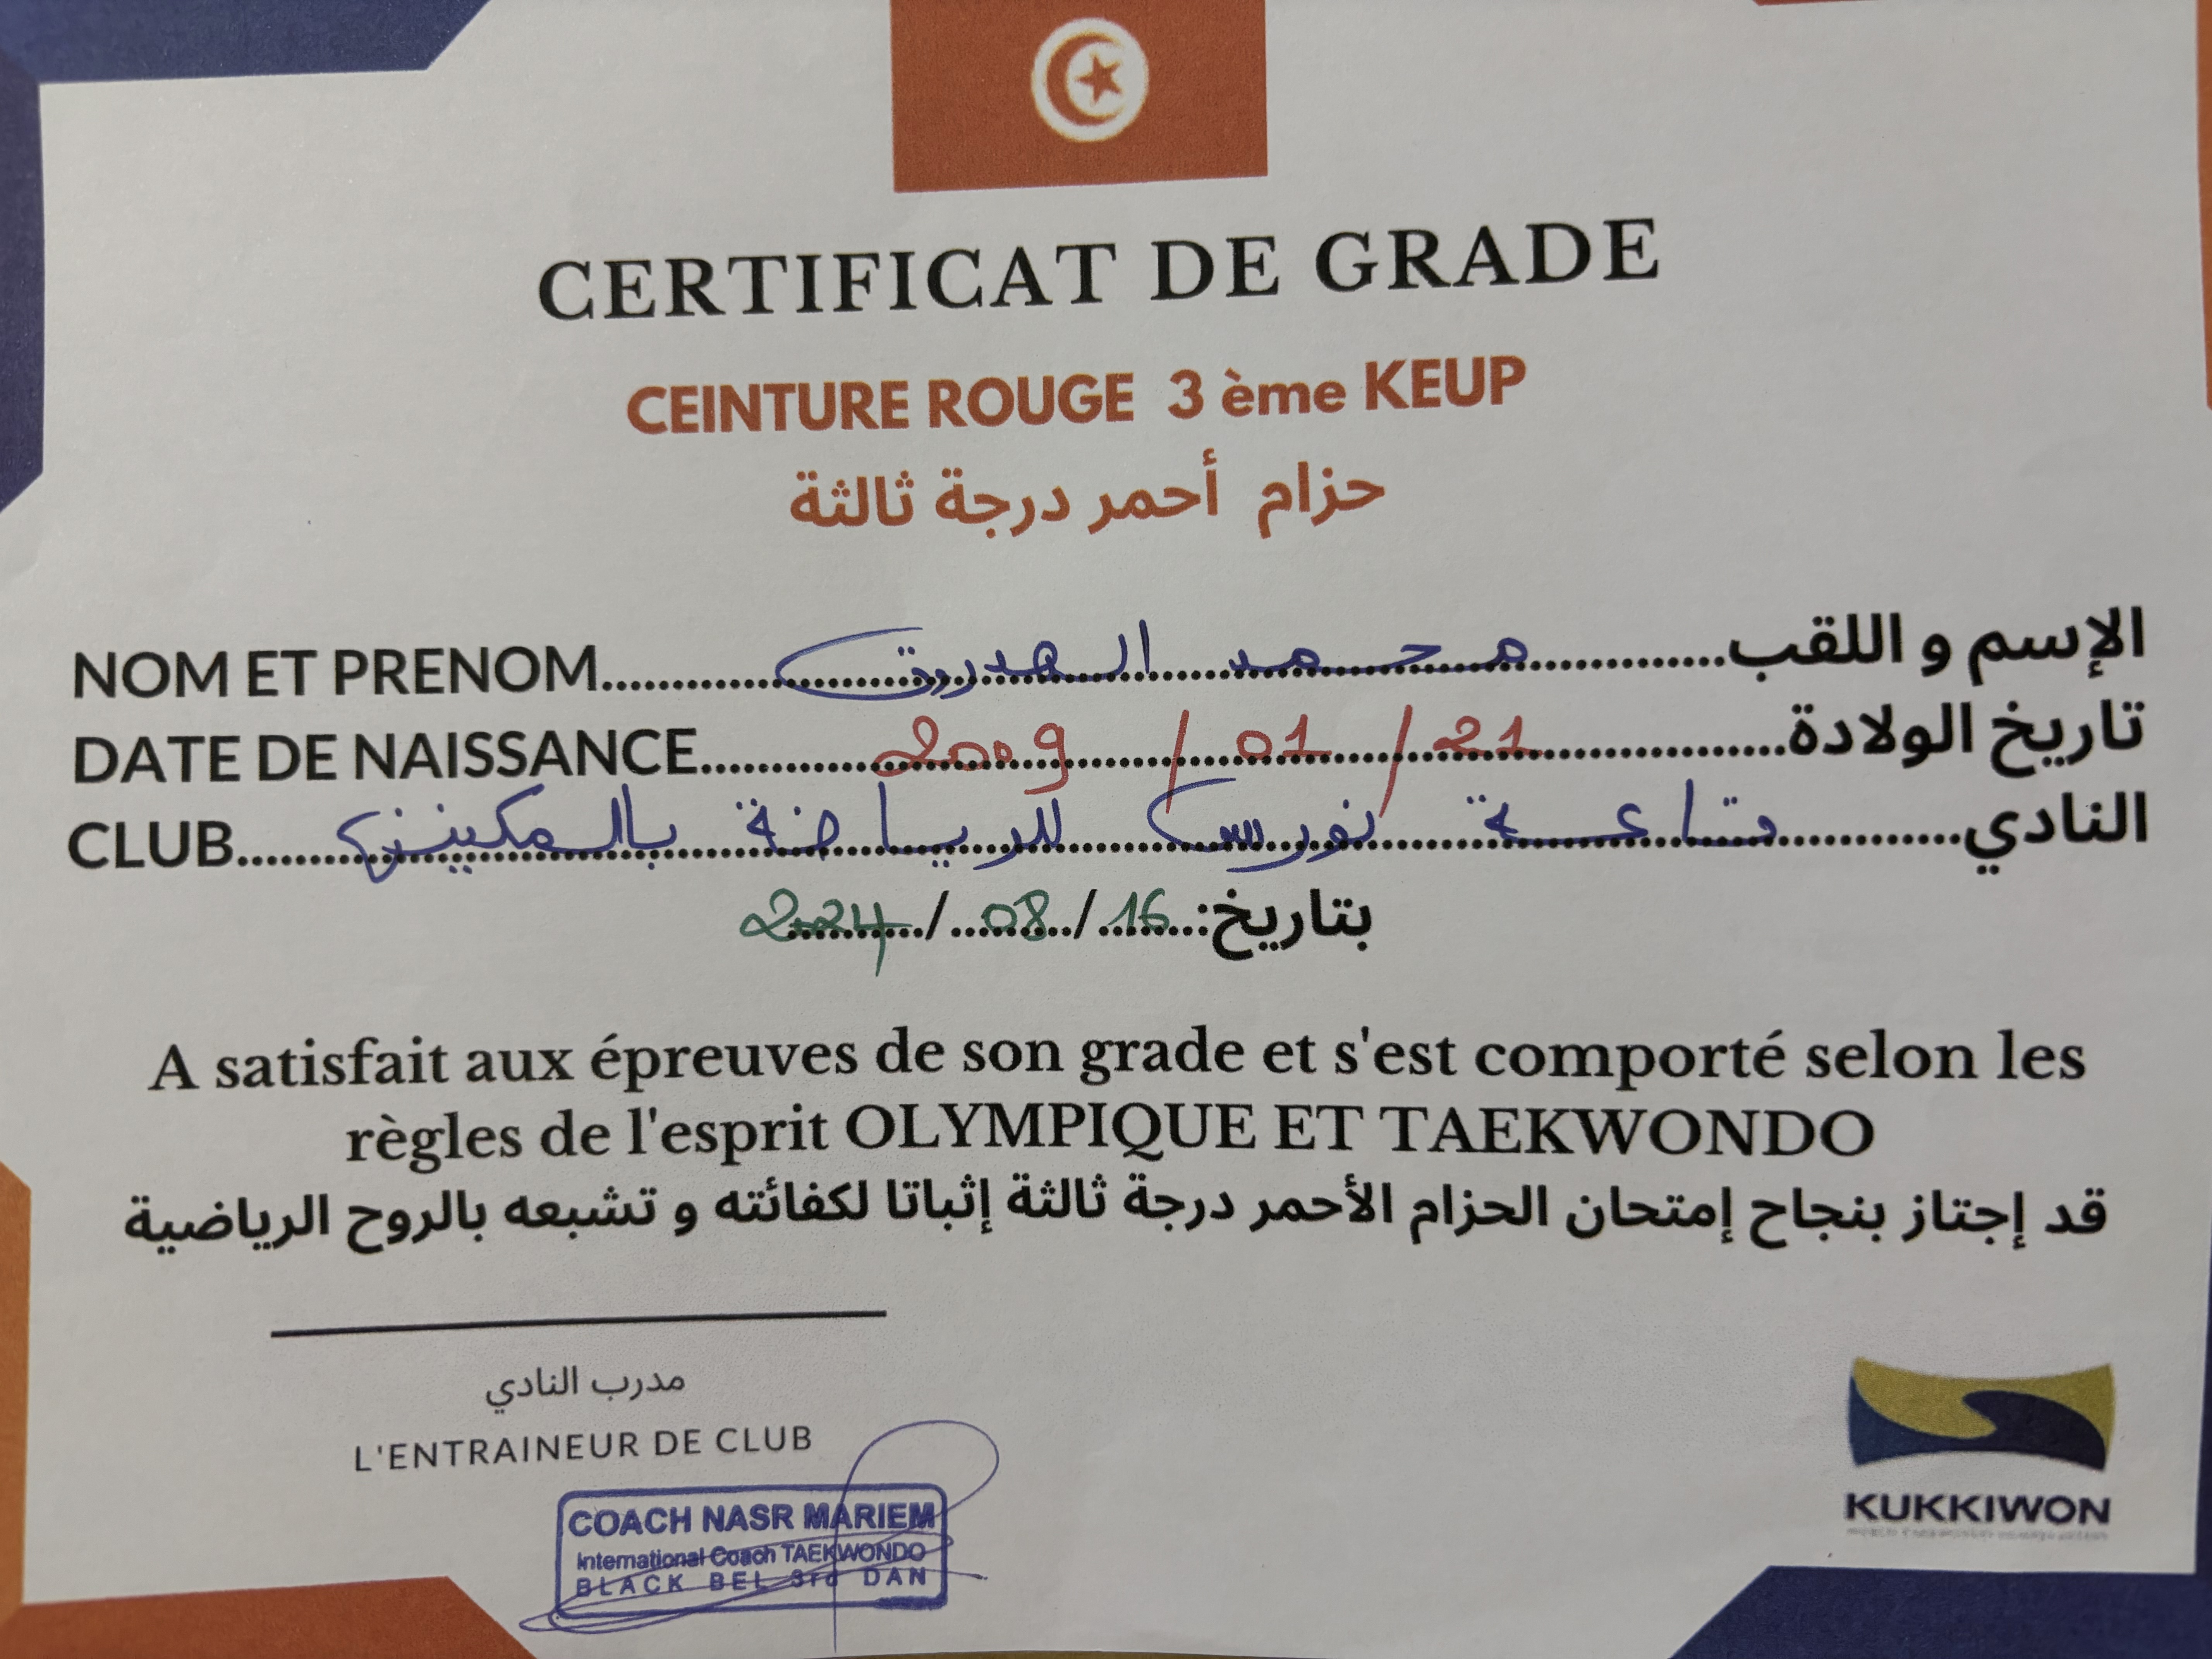 CERTIFICAT DE GRADE
CEINTURE ROUGE 3 ème KEUP
حزام أحمر درجة ثالثة
NOM ET PRENOM........محمد الهدروق........الإسم و اللقب
DATE DE NAISSANCE........2009/01/21........تاريخ الولادة
CLUB........قاعة نورس للرياضة بالمكنين........النادي
بتاريخ: 16/08/2024
A satisfait aux épreuves de son grade et s'est comporté selon les
règles de l'esprit OLYMPIQUE ET TAEKWONDO
قد إجتاز بنجاح إمتحان الحزام الأحمر درجة ثالثة إثباتا لكفائته و تشبعه بالروح الرياضية
مدرب النادي
L'ENTRAINEUR DE CLUB
COACH NASR MARIEM
International Coach TAEKWONDO
BLACK BEL 3rd DAN
KUKKIWON